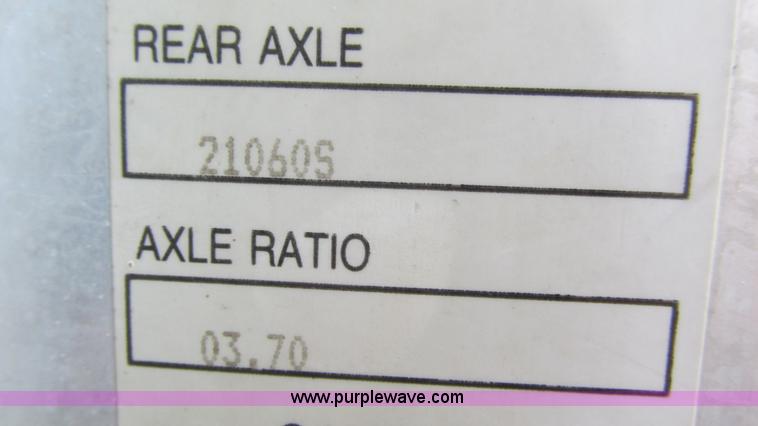 REAR AXLE
21060S
AXLE RATIO
03.70
www.purplewave.com